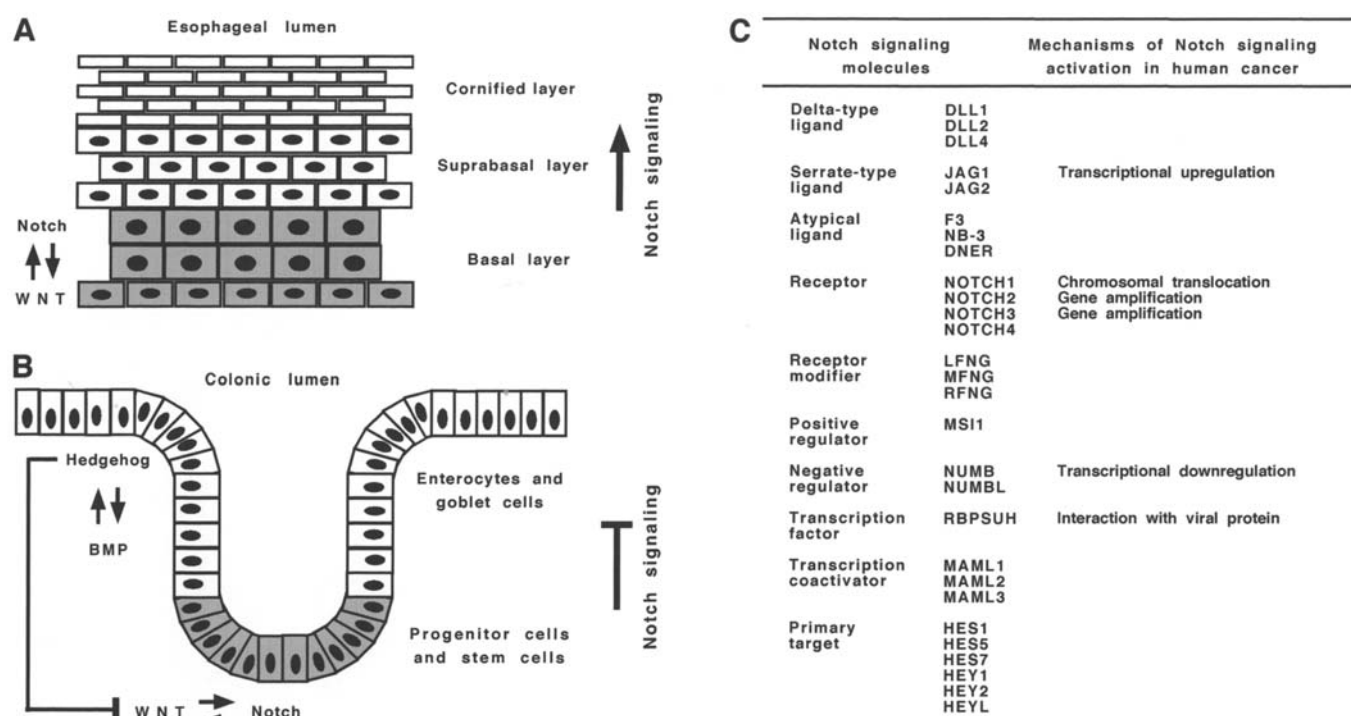 A
Esophageal lumen
Cornified layer
Suprabasal layer
Basal layer
Notch
WNT
Notch signaling
B
Colonic lumen
Hedgehog
BMP
Enterocytes and
goblet cells
Progenitor cells
and stem cells
WNT
Notch
Notch signaling
C
Notch signaling molecules
Mechanisms of Notch signaling activation in human cancer
Delta-type ligand
DLL1
DLL2
DLL4
Serrate-type ligand
JAG1 Transcriptional upregulation
JAG2
Atypical ligand
F3
NB-3
DNER
Receptor
NOTCH1 Chromosomal translocation
NOTCH2 Gene amplification
NOTCH3 Gene amplification
NOTCH4
Receptor modifier
LFNG
MFNG
RFNG
Positive regulator
MSI1
Negative regulator
NUMB Transcriptional downregulation
NUMBL
Transcription factor
RBPSUH Interaction with viral protein
Transcription coactivator
MAML1
MAML2
MAML3
Primary target
HES1
HES5
HES7
HEY1
HEY2
HEYL